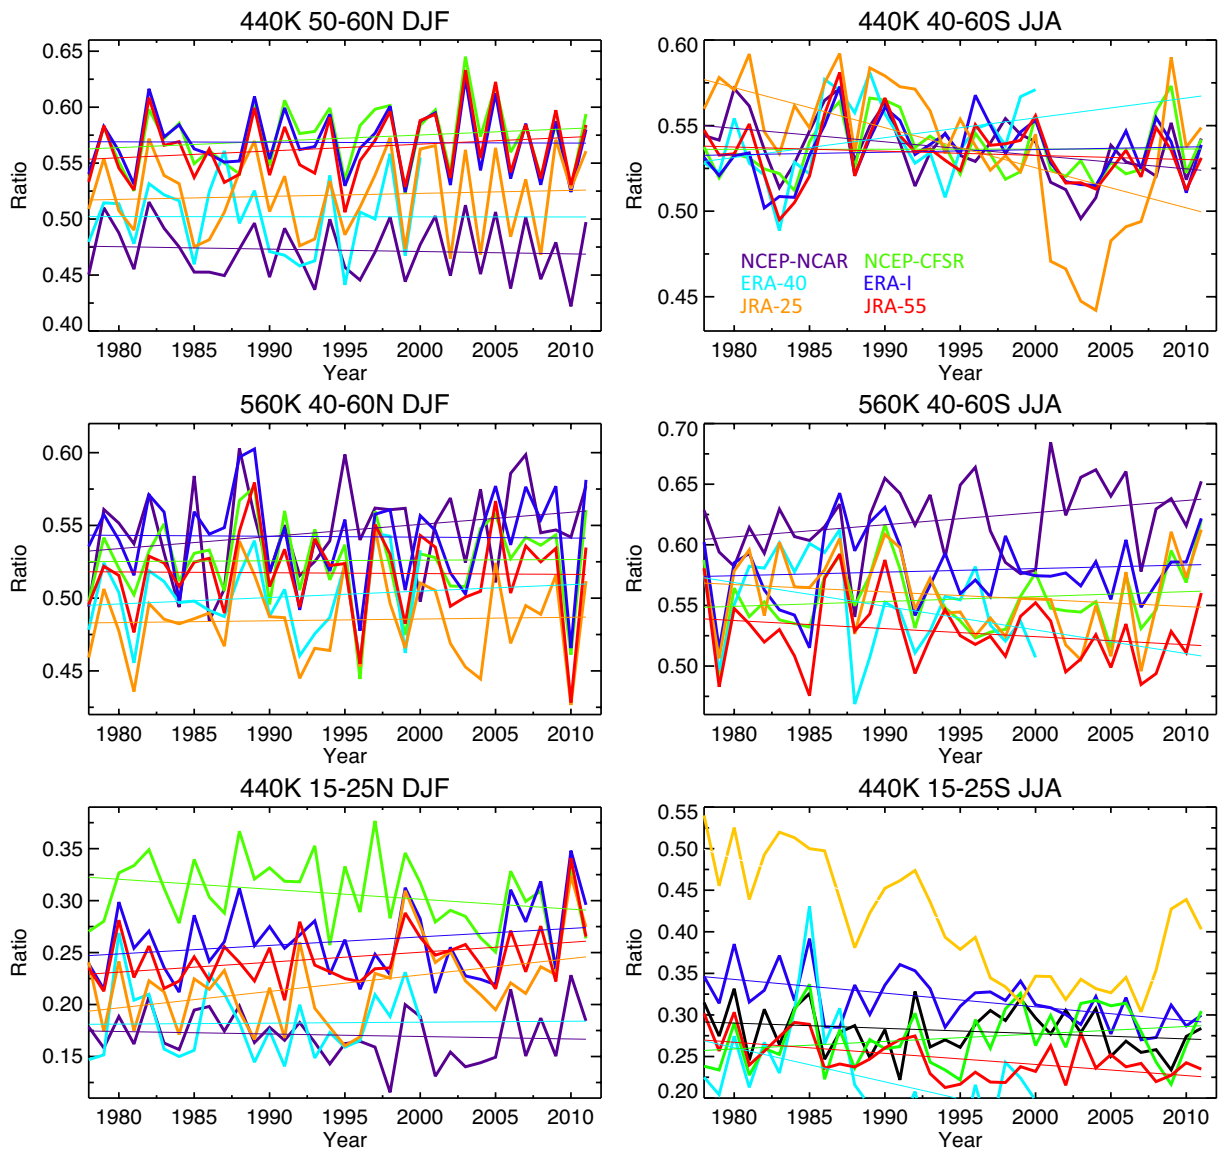 440K 50-60N DJF
0.65
0.60
0.55
0.50
0.45
0.40
Ratio
1980 1985 1990 1995 2000 2005 2010
Year
440K 40-60S JJA
0.60
0.55
0.50
0.45
Ratio
NCEP-NCAR NCEP-CFSR
ERA-40 ERA-I
JRA-25 JRA-55
1980 1985 1990 1995 2000 2005 2010
Year
560K 40-60N DJF
0.60
0.55
0.50
0.45
Ratio
1980 1985 1990 1995 2000 2005 2010
Year
560K 40-60S JJA
0.70
0.65
0.60
0.55
0.50
Ratio
1980 1985 1990 1995 2000 2005 2010
Year
440K 15-25N DJF
0.35
0.30
0.25
0.20
0.15
Ratio
1980 1985 1990 1995 2000 2005 2010
Year
440K 15-25S JJA
0.55
0.50
0.45
0.40
0.35
0.30
0.25
0.20
Ratio
1980 1985 1990 1995 2000 2005 2010
Year